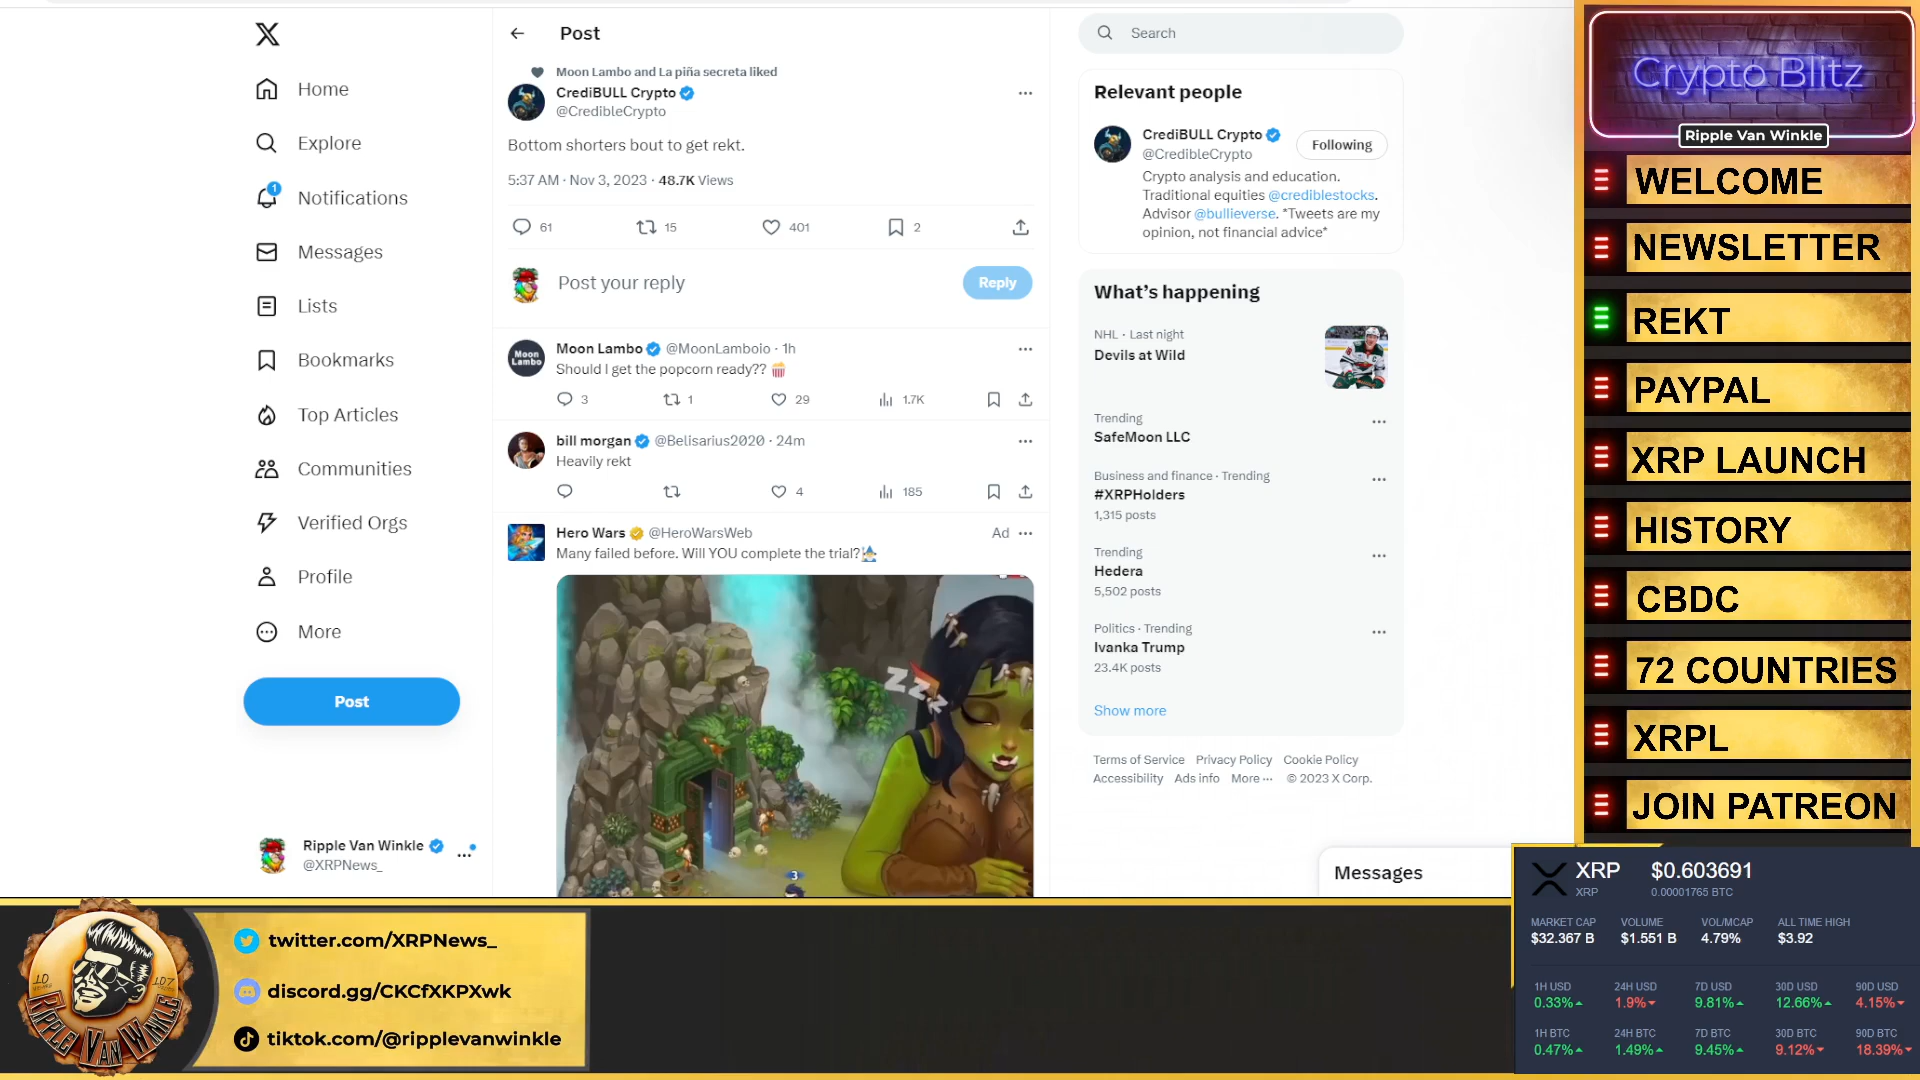 Home
Explore
1
Notifications
Messages
Lists
Bookmarks
Top Articles
Communities
Verified Orgs
Profile
More
Post
Ripple Van Winkle
@XRPNews_
Post
Moon Lambo and La piña secreta liked
CrediBULL Crypto
@CredibleCrypto
Bottom shorters bout to get rekt.
5:37 AM · Nov 3, 2023 · 48.7K Views
61 15 401 2
Post your reply
Reply
Moon Lambo
Moon Lambo @MoonLamboio · 1h
Should I get the popcorn ready??
3 1 29 1.7K
bill morgan @Belisarius2020 · 24m
Heavily rekt
4 185
Hero Wars @HeroWarsWeb Ad
Many failed before. Will YOU complete the trial?
ZZZ
3
Search
Relevant people
CrediBULL Crypto
@CredibleCrypto
Following
Crypto analysis and education.
Traditional equities @crediblestocks.
Advisor @bullieverse. *Tweets are my
opinion, not financial advice*
What's happening
NHL · Last night
Devils at Wild
Trending
SafeMoon LLC
Business and finance · Trending
#XRPHolders
1,315 posts
Trending
Hedera
5,502 posts
Politics · Trending
Ivanka Trump
23.4K posts
Show more
Terms of Service Privacy Policy Cookie Policy
Accessibility Ads info More ··· © 2023 X Corp.
Messages
Crypto Blitz
Ripple Van Winkle
WELCOME
NEWSLETTER
REKT
PAYPAL
XRP LAUNCH
HISTORY
CBDC
72 COUNTRIES
XRPL
JOIN PATREON
XRP $0.603691
XRP 0.00001765 BTC
MARKET CAP VOLUME VOL/MCAP ALL TIME HIGH
$32.367 B $1.551 B 4.79% $3.92
1H USD 24H USD 7D USD 30D USD 90D USD
0.33% 1.9% 9.81% 12.66% 4.15%
1H BTC 24H BTC 7D BTC 30D BTC 90D BTC
0.47% 1.49% 9.45% 9.12% 18.39%
10 107
RIPPLE VAN WINKLE
twitter.com/XRPNews_
discord.gg/CKCfXKPXwk
tiktok.com/@ripplevanwinkle